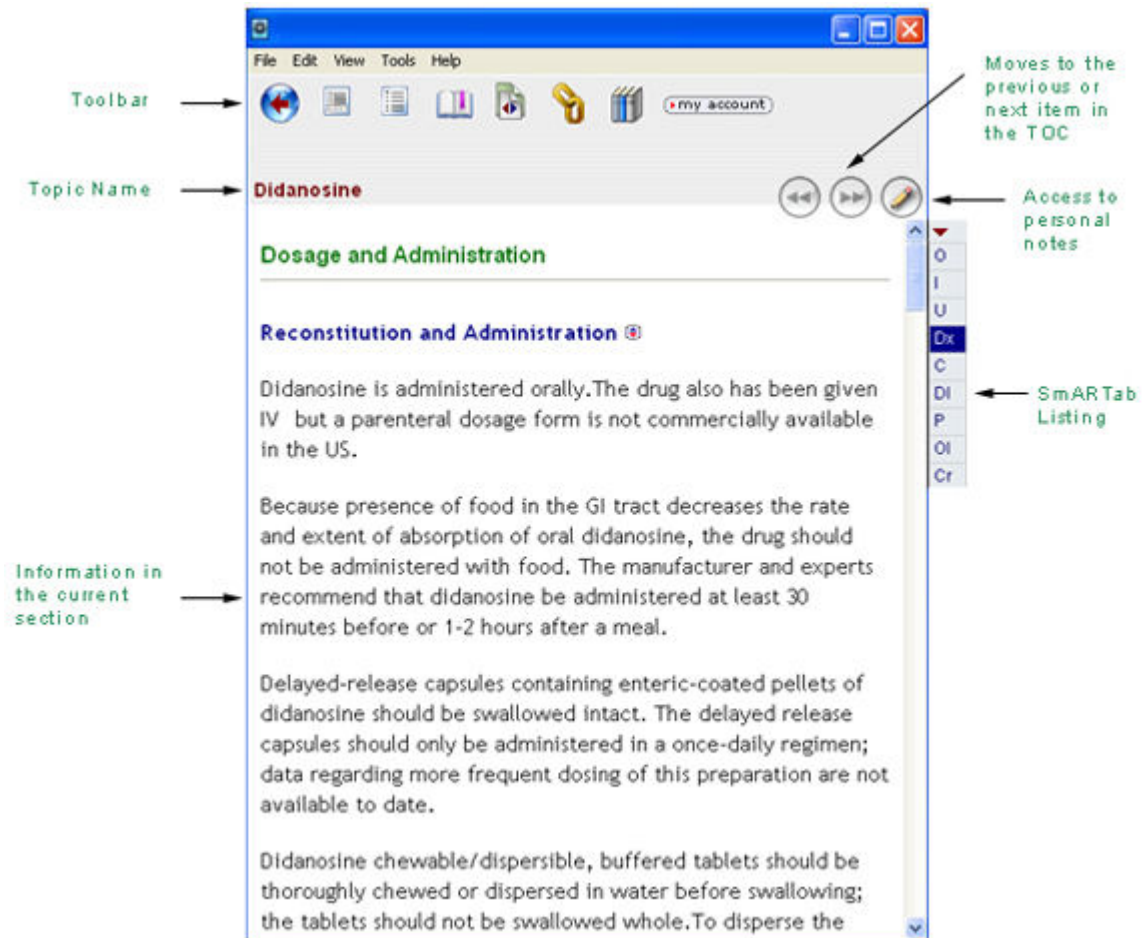 File Edit View Tools Help
Toolbar
my account
Moves to the
previous or
next item in
the TOC
Topic Name
Didanosine
Access to
personal
notes
Dosage and Administration
O
I
U
Dx
C
DI
P
OI
Cr
SmARTab
Listing
Reconstitution and Administration
Didanosine is administered orally.The drug also has been given
IV but a parenteral dosage form is not commercially available
in the US.
Because presence of food in the GI tract decreases the rate
and extent of absorption of oral didanosine, the drug should
not be administered with food. The manufacturer and experts
recommend that didanosine be administered at least 30
minutes before or 1-2 hours after a meal.
Information in
the current
section
Delayed-release capsules containing enteric-coated pellets of
didanosine should be swallowed intact. The delayed release
capsules should only be administered in a once-daily regimen;
data regarding more frequent dosing of this preparation are not
available to date.
Didanosine chewable/dispersible, buffered tablets should be
thoroughly chewed or dispersed in water before swallowing;
the tablets should not be swallowed whole.To disperse the